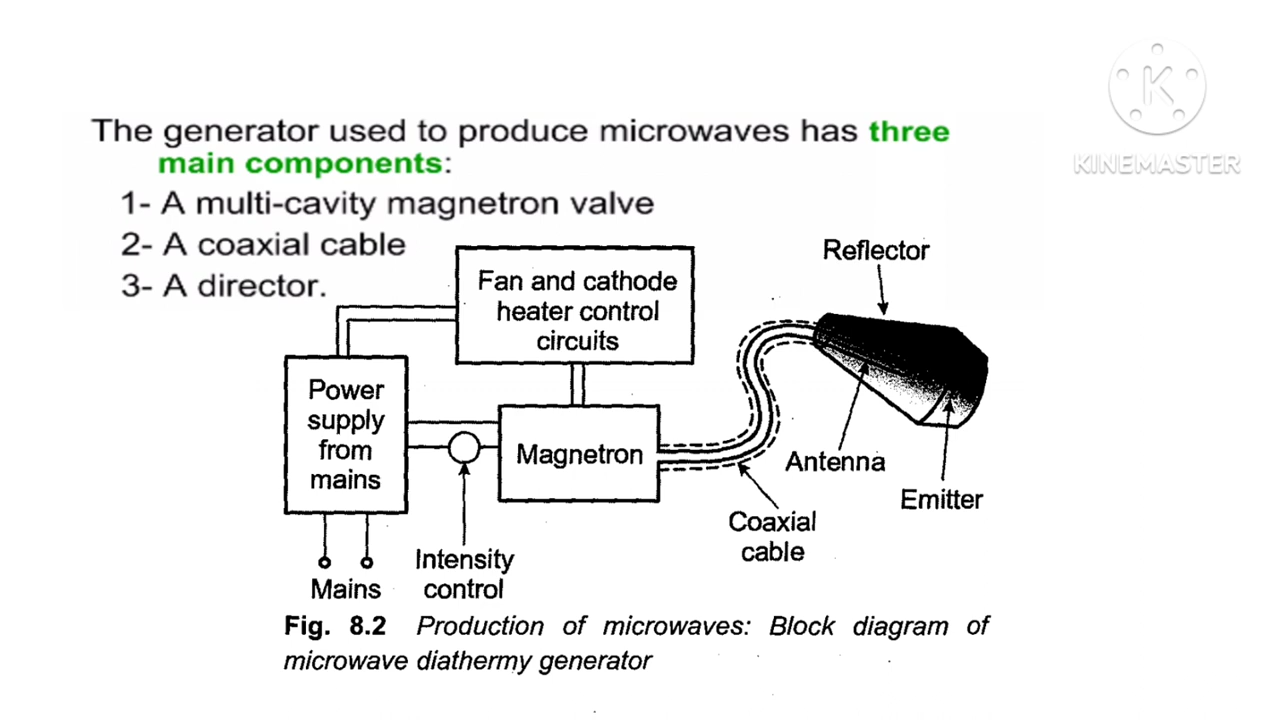 The generator used to produce microwaves has three
main components:
1- A multi-cavity magnetron valve
2- A coaxial cable
3- A director.
K
KINEMASTER
Reflector
Fan and cathode
heater control
circuits
Power
supply
from
mains
Magnetron
Antenna
Emitter
Coaxial
cable
Intensity
control
Mains
Fig. 8.2 Production of microwaves: Block diagram of
microwave diathermy generator